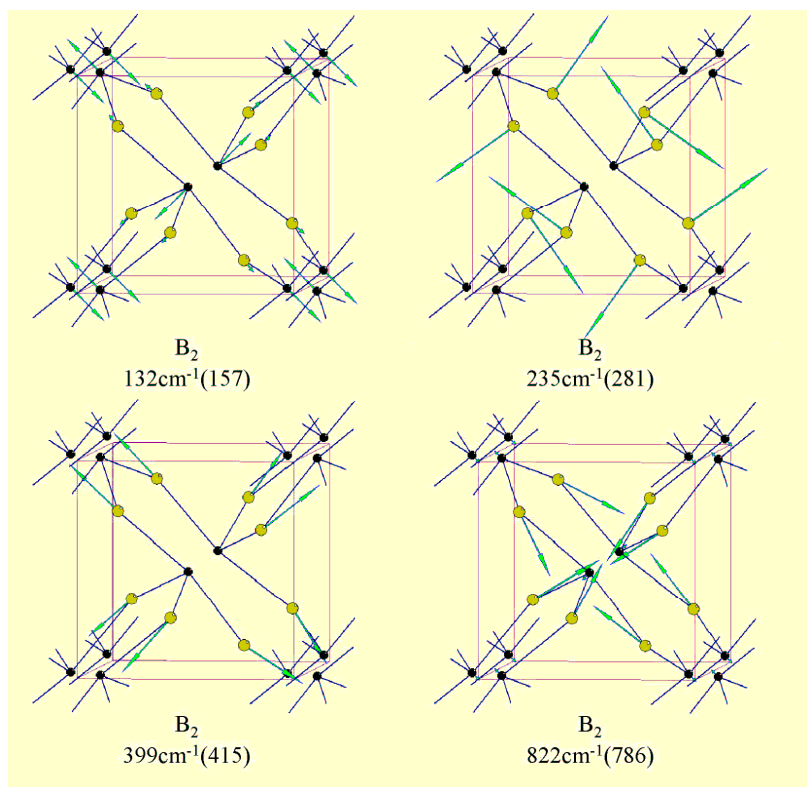 B₂
132cm⁻¹(157)
B₂
235cm⁻¹(281)
B₂
399cm⁻¹(415)
B₂
822cm⁻¹(786)